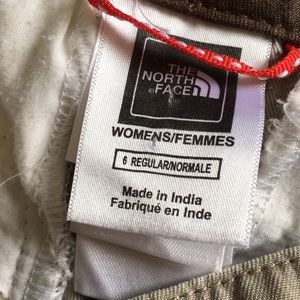 THE
NORTH
FACE
WOMENS/FEMMES
6 REGULAR/NORMALE
Made in India
Fabriqué en Inde